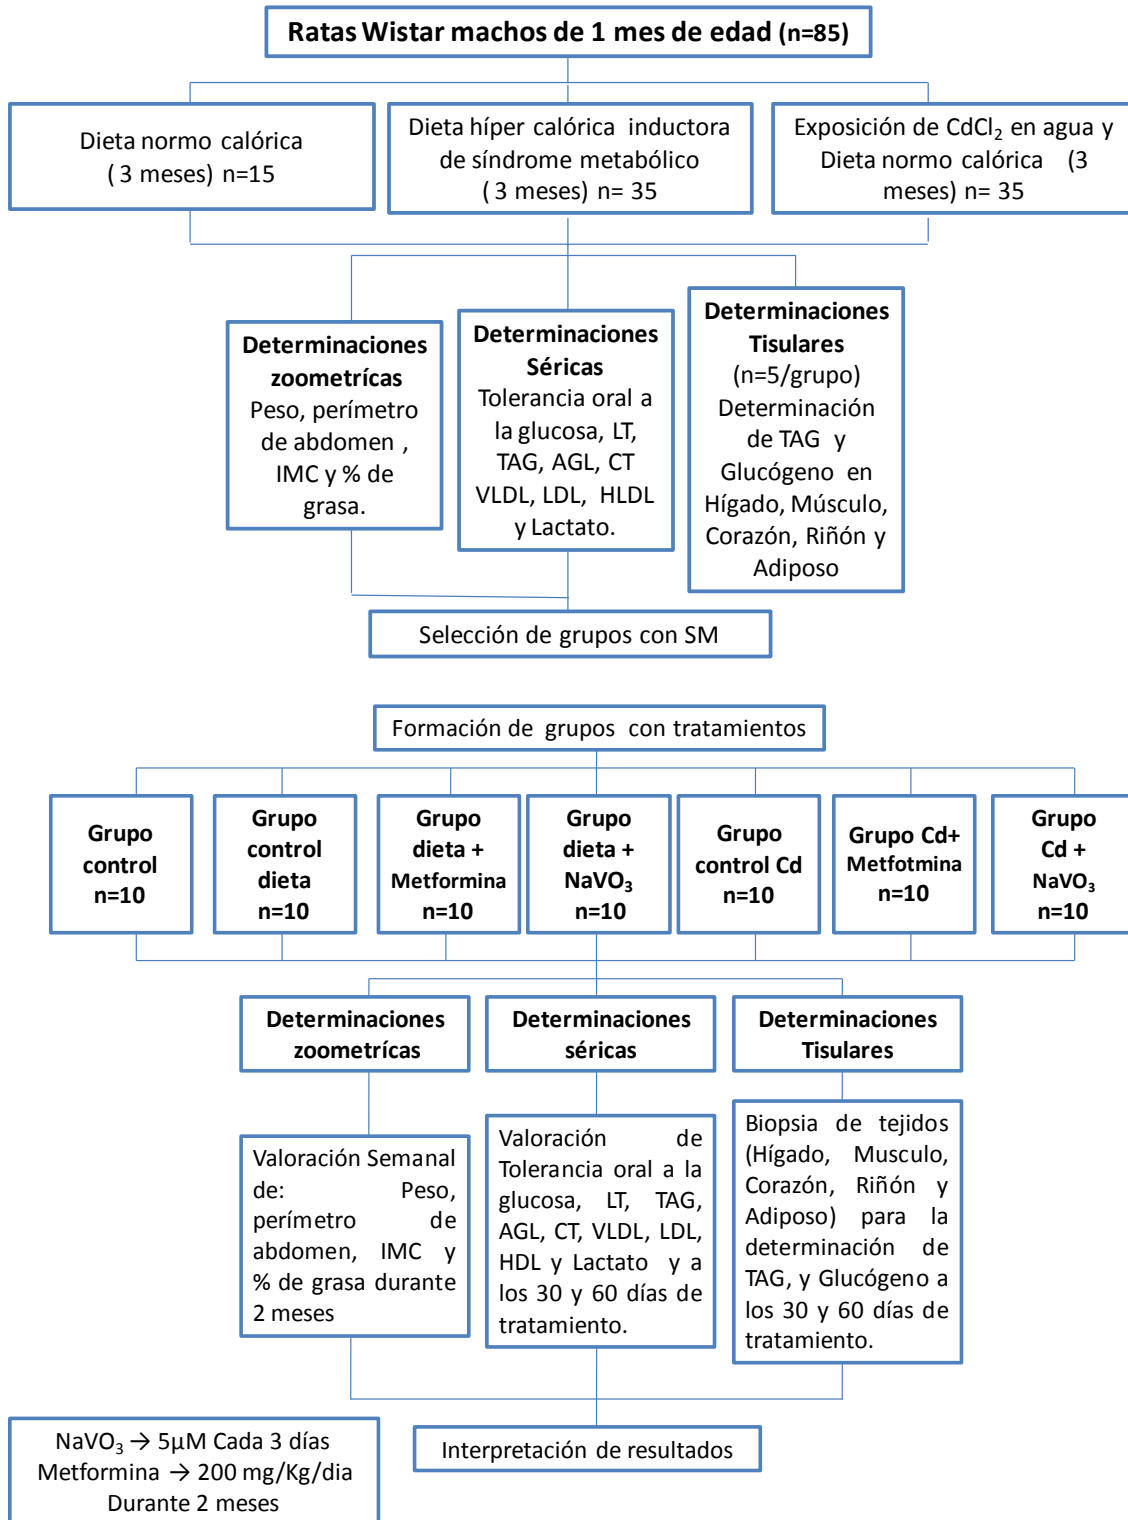 Ratas Wistar machos de 1 mes de edad (n=85)
Dieta normo calórica
( 3 meses) n=15
Dieta híper calórica inductora
de síndrome metabólico
( 3 meses) n= 35
Exposición de CdCl₂ en agua y
Dieta normo calórica (3
meses) n= 35
Determinaciones
zoometrícas
Peso, perímetro
de abdomen ,
IMC y % de
grasa.
Determinaciones
Séricas
Tolerancia oral a
la glucosa, LT,
TAG, AGL, CT
VLDL, LDL, HLDL
y Lactato.
Determinaciones
Tisulares
(n=5/grupo)
Determinación
de TAG y
Glucógeno en
Hígado, Músculo,
Corazón, Riñón y
Adiposo
Selección de grupos con SM
Formación de grupos con tratamientos
Grupo
control
n=10
Grupo
control
dieta
n=10
Grupo
dieta +
Metformina
n=10
Grupo
dieta +
NaVO₃
n=10
Grupo
control Cd
n=10
Grupo Cd+
Metfotmina
n=10
Grupo
Cd +
NaVO₃
n=10
Determinaciones
zoometrícas
Determinaciones
séricas
Determinaciones
Tisulares
Valoración Semanal
de: Peso,
perímetro de
abdomen, IMC y
% de grasa durante
2 meses
Valoración de
Tolerancia oral a la
glucosa, LT, TAG,
AGL, CT, VLDL, LDL,
HDL y Lactato y a
los 30 y 60 días de
tratamiento.
Biopsia de tejidos
(Hígado, Musculo,
Corazón, Riñón y
Adiposo) para la
determinación de
TAG, y Glucógeno a
los 30 y 60 días de
tratamiento.
NaVO₃ → 5µM Cada 3 días
Metformina → 200 mg/Kg/dia
Durante 2 meses
Interpretación de resultados